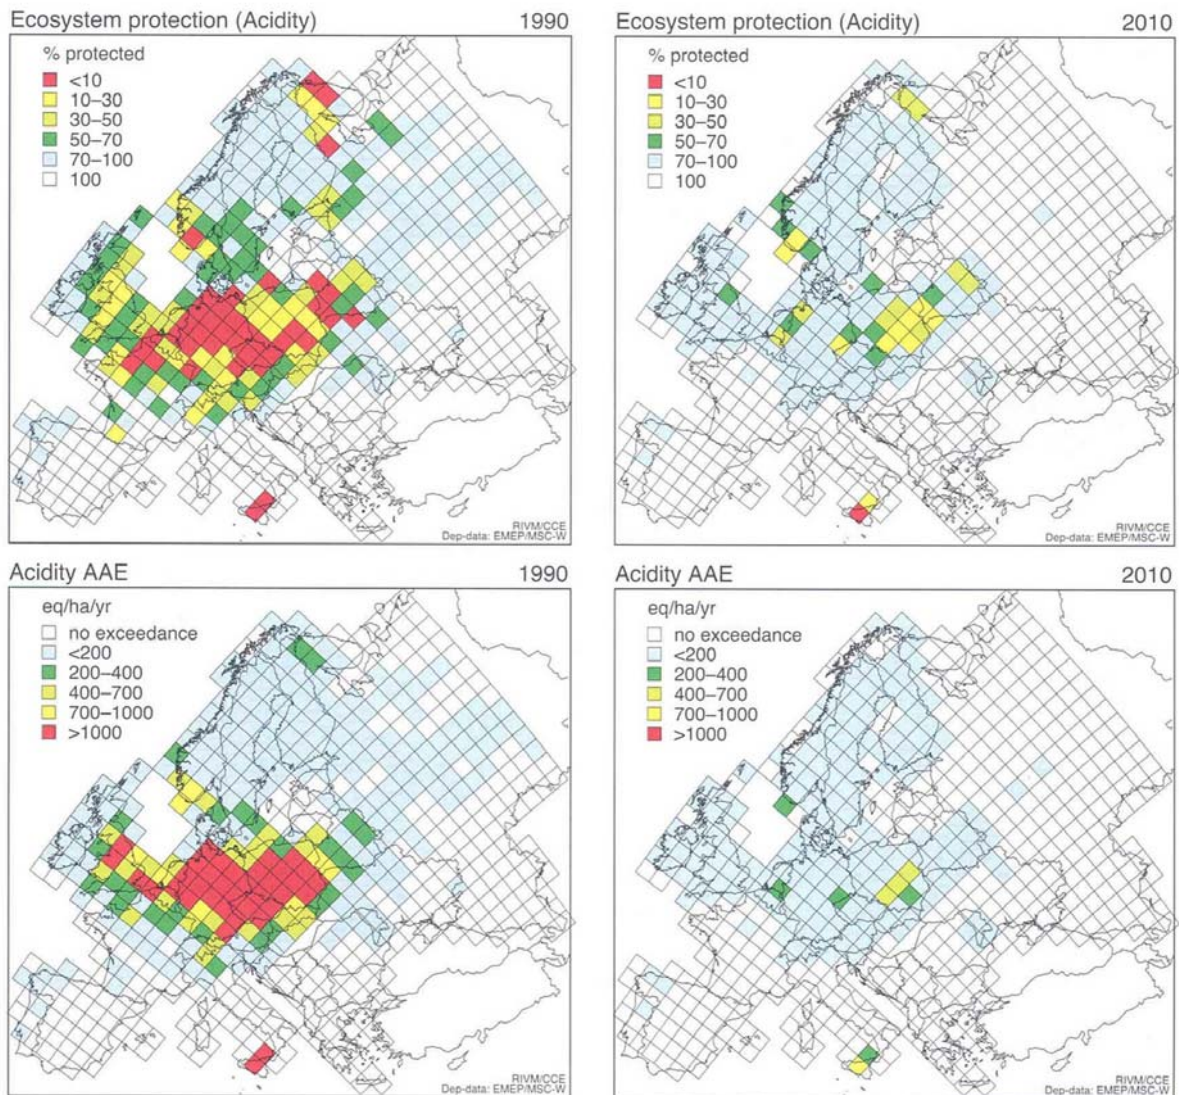 Ecosystem protection (Acidity) 1990
% protected
<10
10–30
30–50
50–70
70–100
100
RIVM/CCE
Dep-data: EMEP/MSC-W
Ecosystem protection (Acidity) 2010
% protected
<10
10–30
30–50
50–70
70–100
100
RIVM/CCE
Dep-data: EMEP/MSC-W
Acidity AAE 1990
eq/ha/yr
no exceedance
<200
200–400
400–700
700–1000
>1000
RIVM/CCE
Dep-data: EMEP/MSC-W
Acidity AAE 2010
eq/ha/yr
no exceedance
<200
200–400
400–700
700–1000
>1000
RIVM/CCE
Dep-data: EMEP/MSC-W